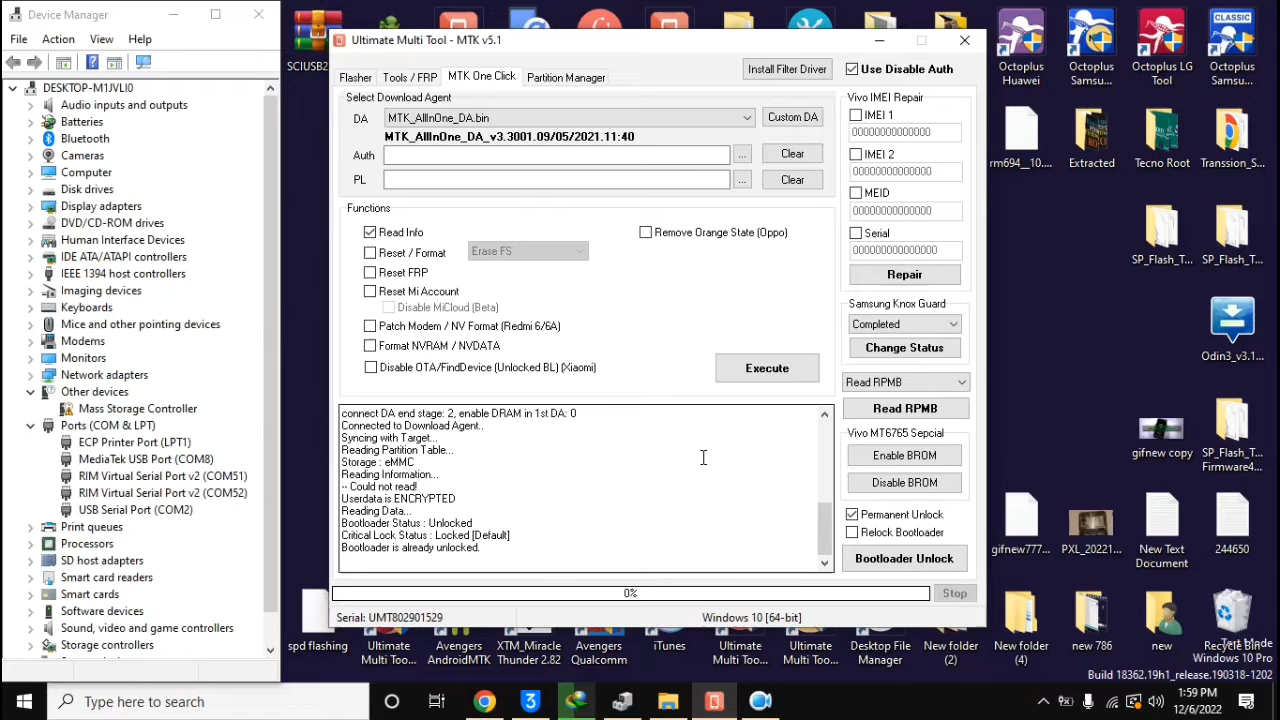 Device Manager
File Action View Help
DESKTOP-M1JVLI0
Audio inputs and outputs
Batteries
Bluetooth
Cameras
Computer
Disk drives
Display adapters
DVD/CD-ROM drives
Human Interface Devices
IDE ATA/ATAPI controllers
IEEE 1394 host controllers
Imaging devices
Keyboards
Mice and other pointing devices
Modems
Monitors
Network adapters
Other devices
Mass Storage Controller
Ports (COM & LPT)
ECP Printer Port (LPT1)
MediaTek USB Port (COM8)
RIM Virtual Serial Port v2 (COM51)
RIM Virtual Serial Port v2 (COM52)
USB Serial Port (COM2)
Print queues
Processors
SD host adapters
Smart card readers
Smart cards
Software devices
Sound, video and game controllers
Storage controllers
SCIUSB2
Ultimate Multi Tool - MTK v5.1
Flasher Tools / FRP MTK One Click Partition Manager
Install Filter Driver
Use Disable Auth
Select Download Agent
DA MTK_AllInOne_DA.bin Custom DA
MTK_AllInOne_DA_v3.3001.09/05/2021.11:40
Auth ... Clear
PL ... Clear
Functions
Read Info
Remove Orange State (Oppo)
Reset / Format Erase FS
Reset FRP
Reset Mi Account
Disable MiCloud (Beta)
Patch Modem / NV Format (Redmi 6/6A)
Format NVRAM / NVDATA
Disable OTA/FindDevice (Unlocked BL) [Xiaomi)
Execute
connect DA end stage: 2, enable DRAM in 1st DA: 0
Connected to Download Agent..
Syncing with Target...
Reading Partition Table...
Storage : eMMC
Reading Information...
-- Could not read!
Userdata is ENCRYPTED
Reading Data...
Bootloader Status : Unlocked
Critical Lock Status : Locked [Default]
Bootloader is already unlocked.
0%
Stop
Serial: UMT802901529
Windows 10 [64-bit]
Vivo IMEI Repair
IMEI 1
00000000000000
IMEI 2
00000000000000
MEID
00000000000000
Serial
000000000000000
Repair
Samsung Knox Guard
Completed
Change Status
Read RPMB
Read RPMB
Vivo MT6765 Sepcial
Enable BROM
Disable BROM
Permanent Unlock
Relock Bootloader
Bootloader Unlock
Octoplus Huawei
Octoplus Samsu...
Octoplus LG Tool
CLASSIC
Octoplus Samsu...
rm694__10....
Extracted
Tecno Root
Transsion_S...
SP_Flash_T...
SP_Flash_T...
Odin3_v3.1...
gifnew copy
SP_Flash_T... Firmware4...
gifnew777...
PXL_20221...
New Text Document
244650
spd flashing
Ultimate Multi Too...
Avengers AndroidMTK
XTM_Miracle Thunder 2.82
Avengers Qualcomm
iTunes
Ultimate Multi Too...
Ultimate Multi Too...
Desktop File Manager
New folder (2)
New folder (4)
new 786
new
Recycle Bin
Test Mode
Windows 10 Pro
Build 18362.19h1_release.190318-1202
Type here to search
3
1:59 PM
12/6/2022